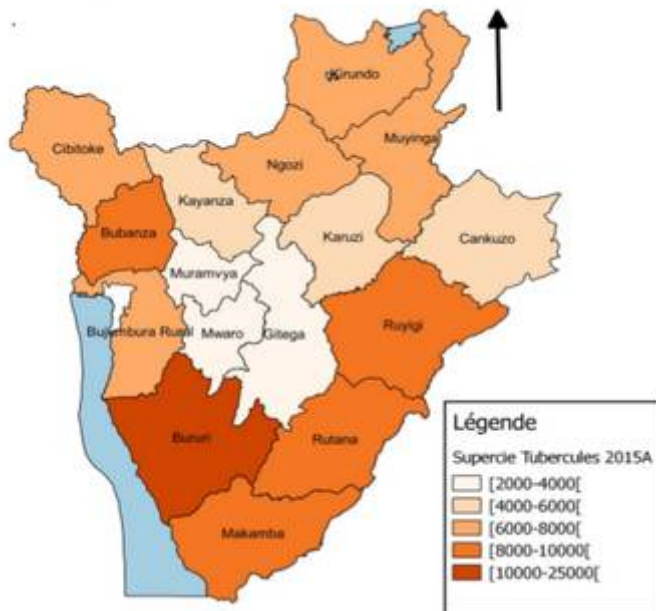 Kirundo
Cibitoke
Muyinga
Ngozi
Kayanza
Bubanza
Karuzi
Cankuzo
Muramvya
Bujumbura Rural
Mwaro
Gitega
Ruyigi
Bururi
Rutana
Makamba
Légende
Supercie Tubercules 2015A
[2000-4000[
[4000-6000[
[6000-8000[
[8000-10000[
[10000-25000[